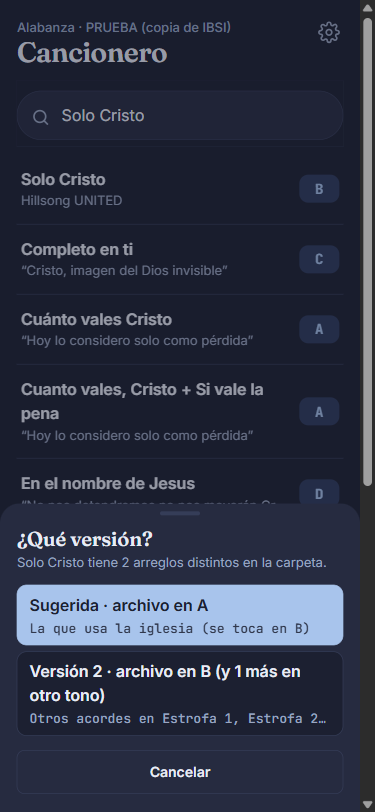 Alabanza · PRUEBA (copia de IBSI)
Cancionero
Solo Cristo
Solo Cristo
B
Hillsong UNITED
Completo en ti
C
“Cristo, imagen del Dios invisible”
Cuánto vales Cristo
A
“Hoy lo considero solo como pérdida”
Cuanto vales, Cristo + Si vale la
pena
A
“Hoy lo considero solo como pérdida”
En el nombre de Jesus
D
¿Qué versión?
Solo Cristo tiene 2 arreglos distintos en la carpeta.
Sugerida · archivo en A
La que usa la iglesia (se toca en B)
Versión 2 · archivo en B (y 1 más en
otro tono)
Otros acordes en Estrofa 1, Estrofa 2…
Cancelar